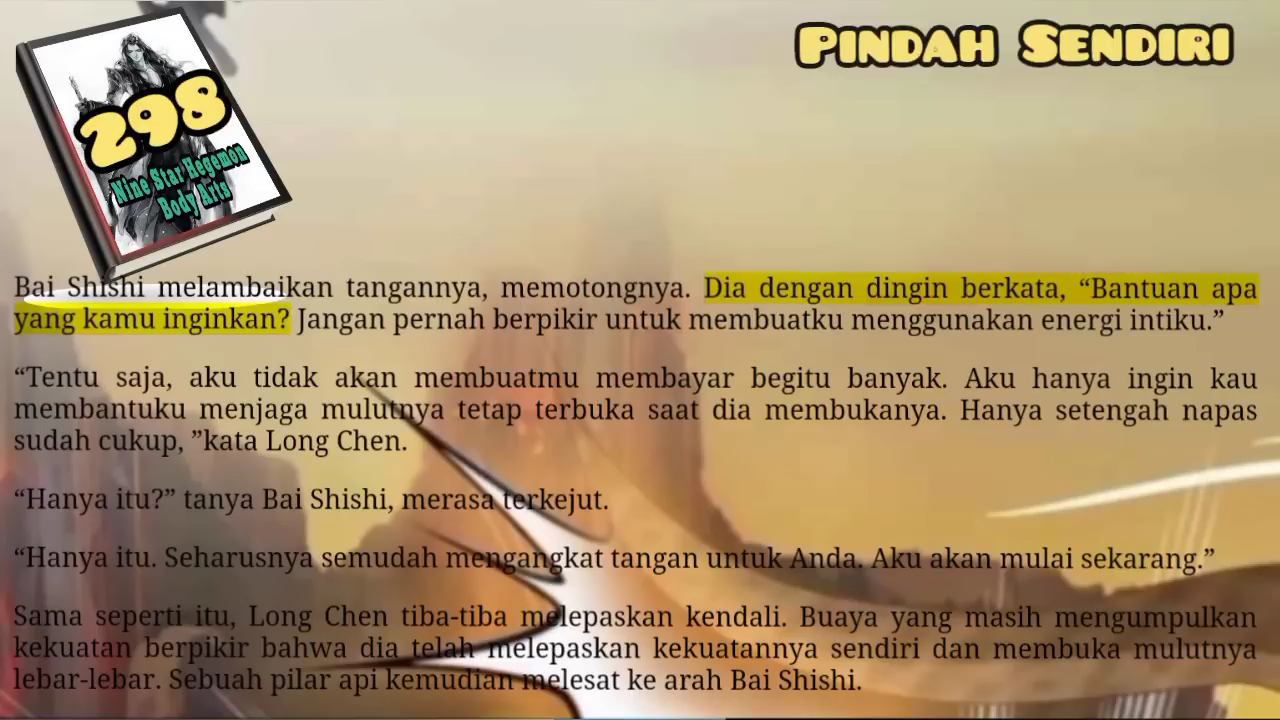 Pindah Sendiri
298
Nine Star Hegemon
Body Arts
Bai Shishi melambaikan tangannya, memotongnya. Dia dengan dingin berkata, “Bantuan apa
yang kamu inginkan? Jangan pernah berpikir untuk membuatku menggunakan energi intiku.”
“Tentu saja, aku tidak akan membuatmu membayar begitu banyak. Aku hanya ingin kau
membantuku menjaga mulutnya tetap terbuka saat dia membukanya. Hanya setengah napas
sudah cukup, ”kata Long Chen.
“Hanya itu?” tanya Bai Shishi, merasa terkejut.
“Hanya itu. Seharusnya semudah mengangkat tangan untuk Anda. Aku akan mulai sekarang.”
Sama seperti itu, Long Chen tiba-tiba melepaskan kendali. Buaya yang masih mengumpulkan
kekuatan berpikir bahwa dia telah melepaskan kekuatannya sendiri dan membuka mulutnya
lebar-lebar. Sebuah pilar api kemudian melesat ke arah Bai Shishi.